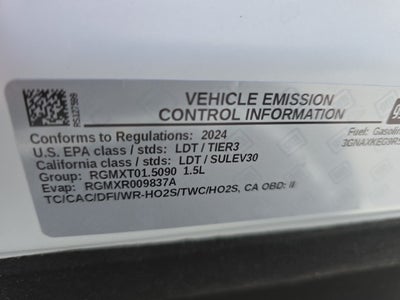 VEHICLE EMISSION
CONTROL INFORMATION
Conforms to Regulations: 2024
U.S. EPA class / stds: LDT / TIER3
California class / stds: LDT / SULEV30
Group: RGMXT01.5090 1.5L
Evap: RGMXR009837A
TC/CAC/DFI/WR-HO2S/TWC/HO2S, CA OBD: II
Fuel: Gasolin